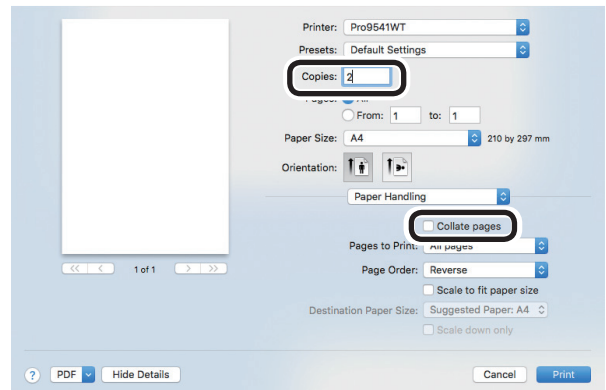 Printer: Pro9541WT
Presets: Default Settings
Copies: 2
Pages: All
From: 1 to: 1
Paper Size: A4 210 by 297 mm
Orientation:
Paper Handling
Collate pages
Pages to Print: All pages
<< < 1 of 1 > >>
Page Order: Reverse
Scale to fit paper size
Destination Paper Size: Suggested Paper: A4
Scale down only
? PDF Hide Details Cancel Print